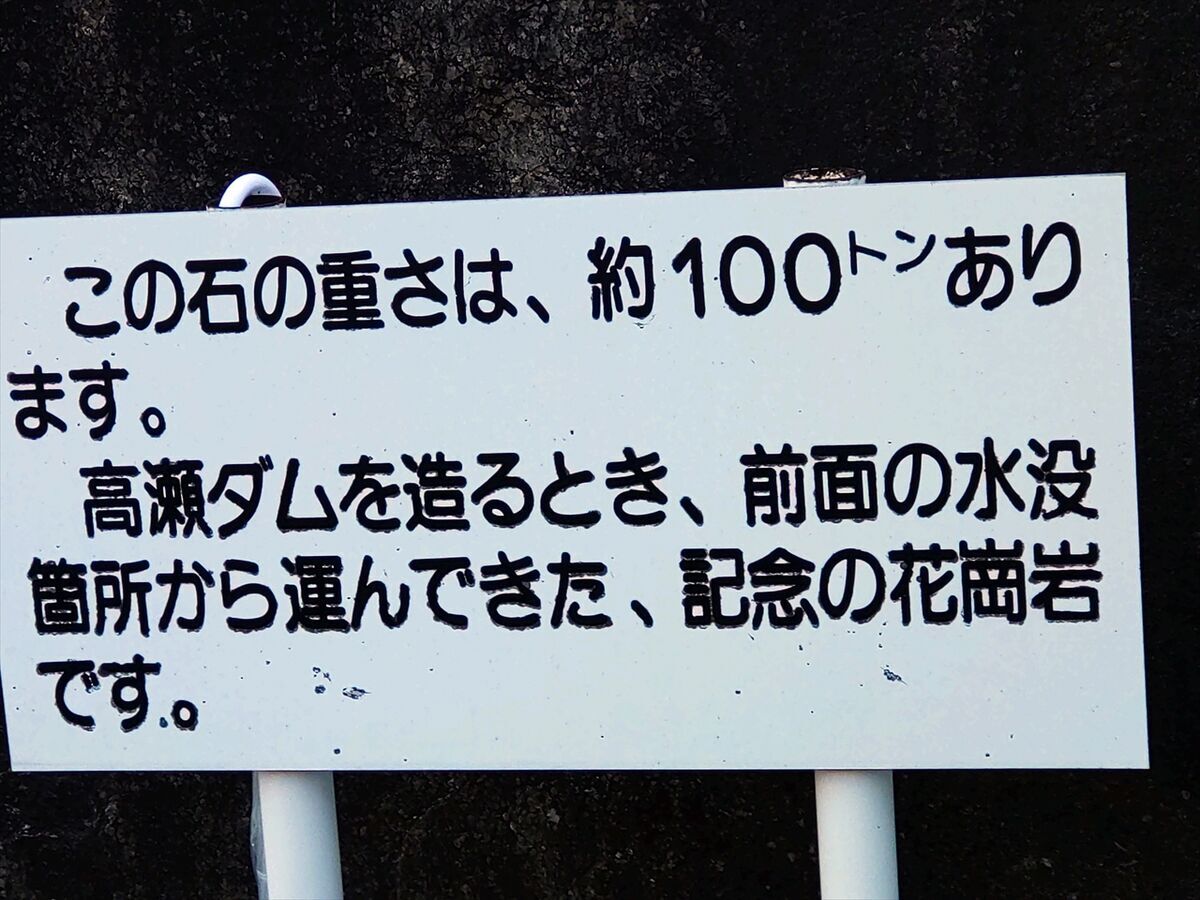 この石の重さは、約100トンあり
ます。
高瀬ダムを造るとき、前面の水没
箇所から運んできた、記念の花崗岩
です。